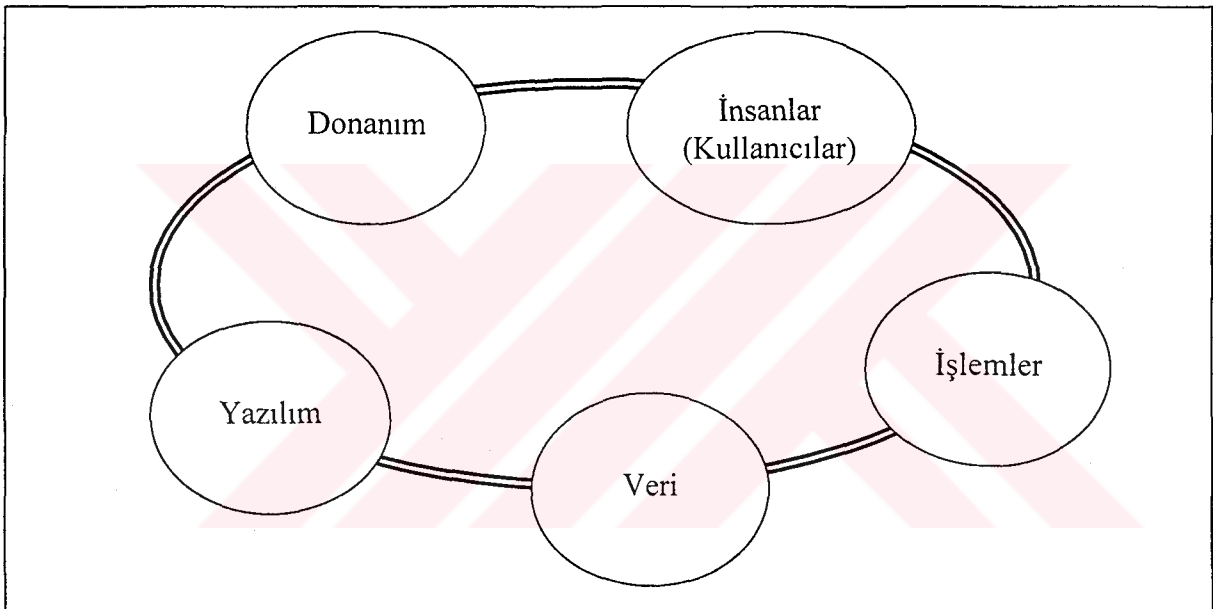 Donanım
İnsanlar
(Kullanıcılar)
İşlemler
Veri
Yazılım